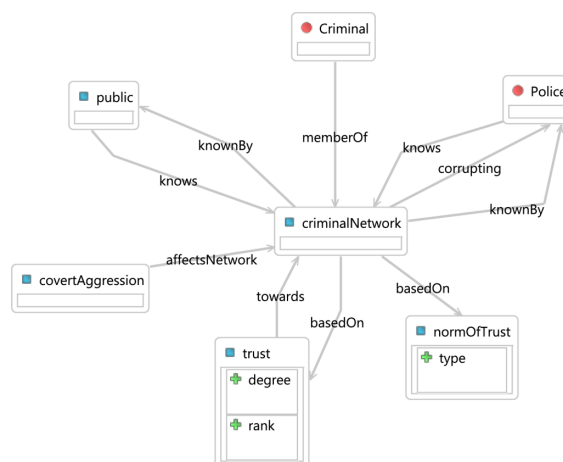 Criminal
public
Police
memberOf
knownBy
knows
corrupting
knows
knownBy
criminalNetwork
affectsNetwork
covertAggression
towards
basedOn
basedOn
trust
normOfTrust
degree
type
rank